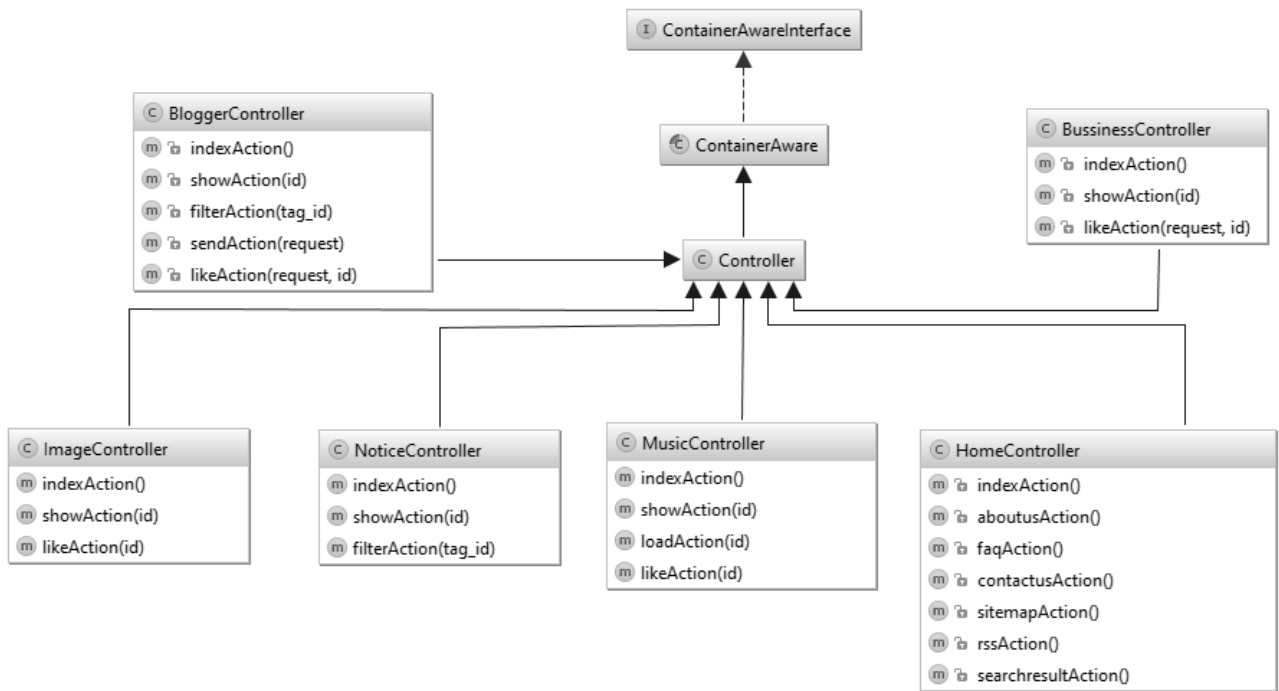 ContainerAwareInterface
BloggerController
indexAction()
showAction(id)
filterAction(tag_id)
sendAction(request)
likeAction(request, id)
ContainerAware
BussinessController
indexAction()
showAction(id)
likeAction(request, id)
Controller
ImageController
indexAction()
showAction(id)
likeAction(id)
NoticeController
indexAction()
showAction(id)
filterAction(tag_id)
MusicController
indexAction()
showAction(id)
loadAction(id)
likeAction(id)
HomeController
indexAction()
aboutusAction()
faqAction()
contactusAction()
sitemapAction()
rssAction()
searchresultAction()